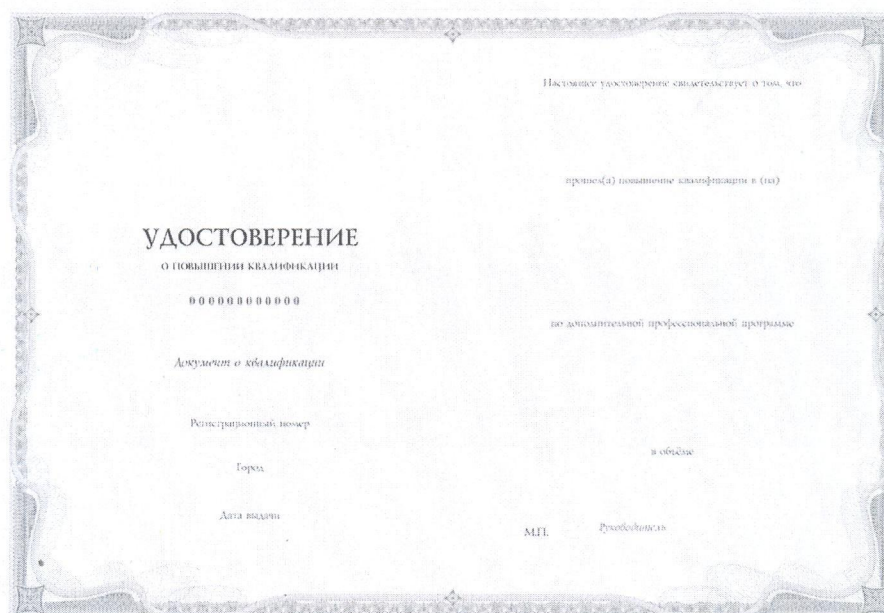 УДОСТОВЕРЕНИЕ
О ПОВЫШЕНИИ КВАЛИФИКАЦИИ
000000000000
Документ о квалификации
Регистрационный номер
Город
Дата выдачи
Настоящее удостоверение свидетельствует о том, что
прошел(а) повышение квалификации в (на)
по дополнительной профессиональной программе
в объёме
М.П.
Руководитель